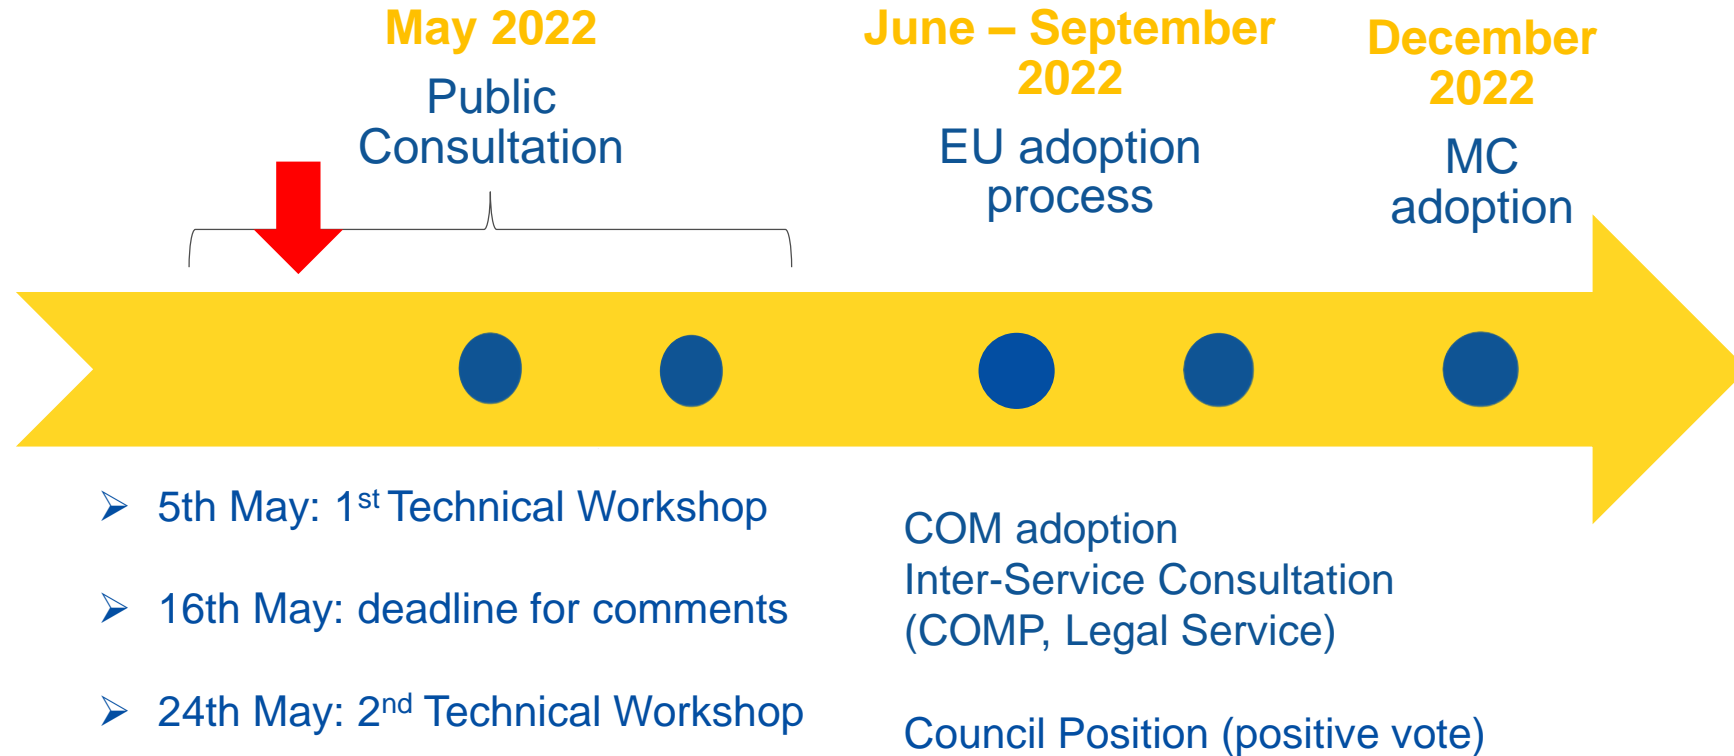 May 2022
Public
Consultation
June – September
2022
EU adoption
process
December
2022
MC
adoption
➢ 5th May: 1st Technical Workshop
➢ 16th May: deadline for comments
➢ 24th May: 2nd Technical Workshop
COM adoption
Inter-Service Consultation
(COMP, Legal Service)
Council Position (positive vote)